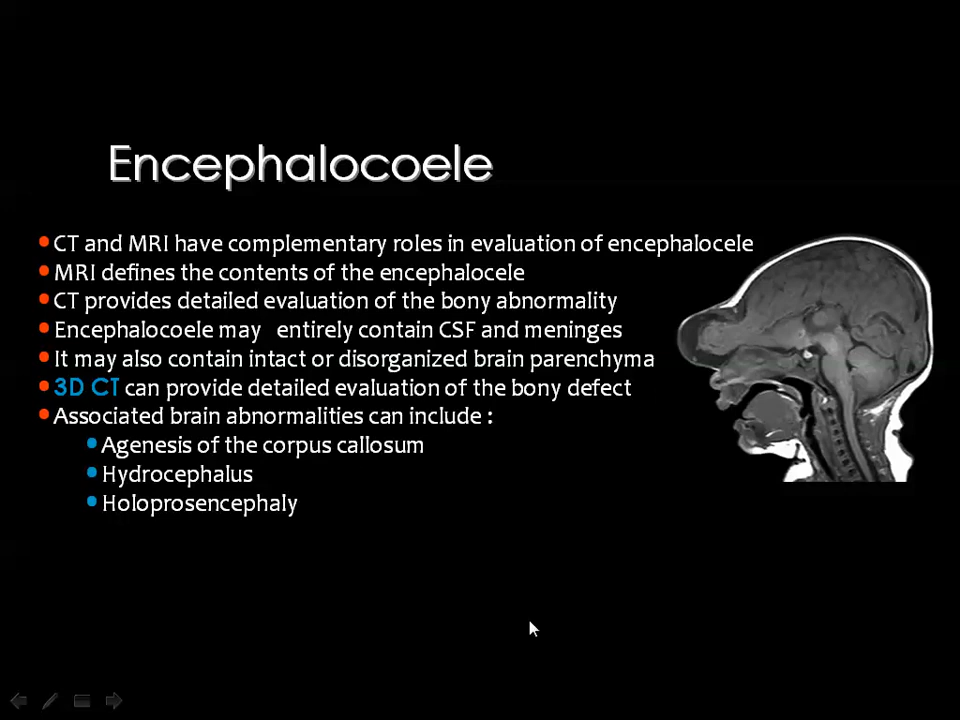 Encephalocoele
• CT and MRI have complementary roles in evaluation of encephalocele
• MRI defines the contents of the encephalocele
• CT provides detailed evaluation of the bony abnormality
• Encephalocoele may entirely contain CSF and meninges
• It may also contain intact or disorganized brain parenchyma
• 3D CT can provide detailed evaluation of the bony defect
• Associated brain abnormalities can include :
• Agenesis of the corpus callosum
• Hydrocephalus
• Holoprosencephaly